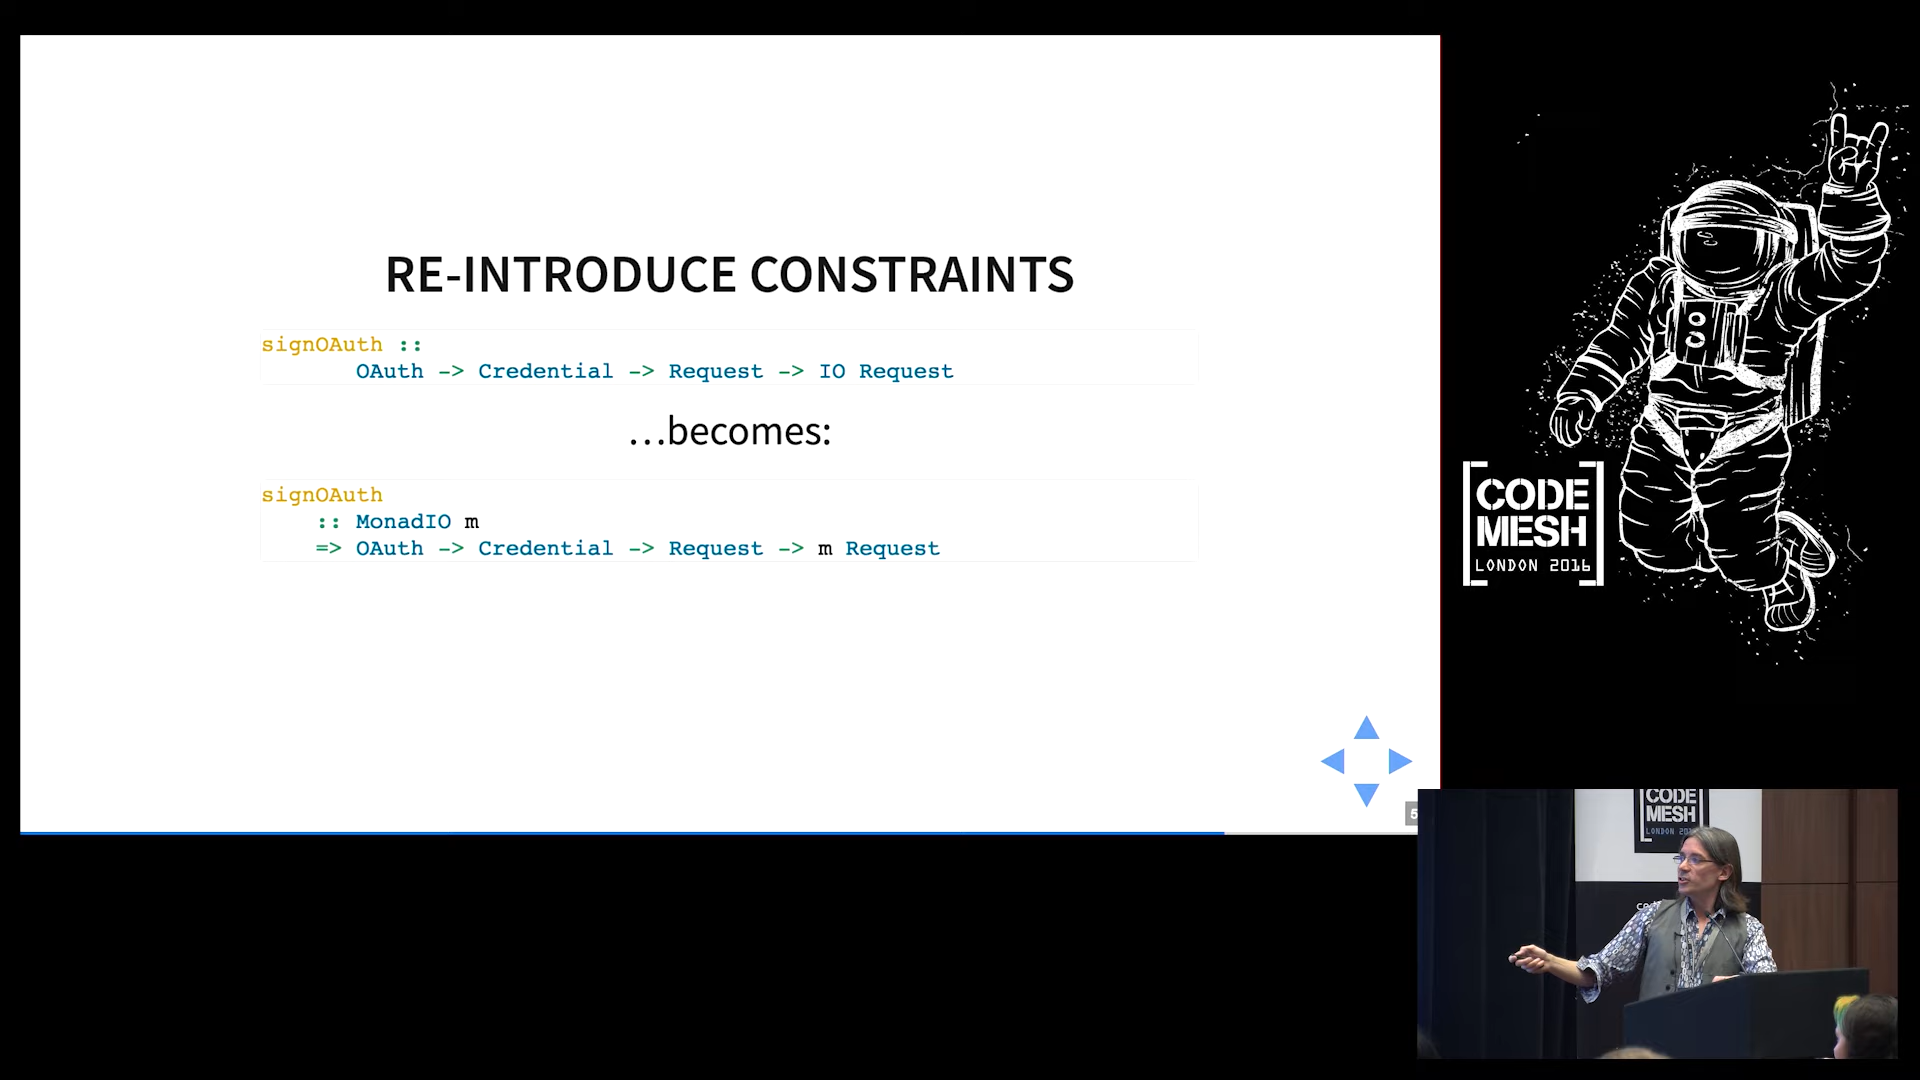 RE-INTRODUCE CONSTRAINTS
signOAuth ::
OAuth -> Credential -> Request -> IO Request
...becomes:
signOAuth
:: MonadIO m
=> OAuth -> Credential -> Request -> m Request
CODE
MESH
LONDON 2016
5
CODE
MESH